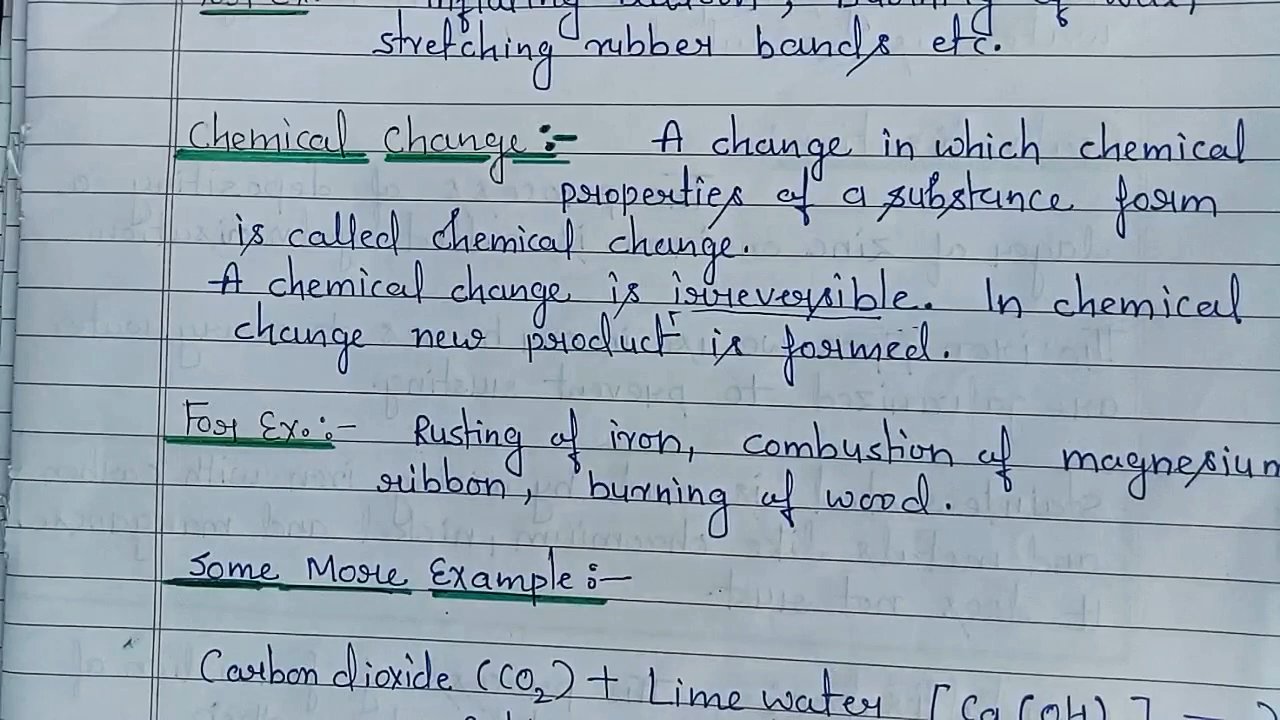 stretching rubber bands etc.
Chemical Change :- A change in which chemical
properties of a substance form
is called chemical change.
A chemical change is irreversible. In chemical
change new product is formed.
For Ex. :- Rusting of iron, combustion of magnesium
ribbon, burning of wood.
Some More Example :-
Carbon dioxide (CO₂) + Lime water [Ca(OH)